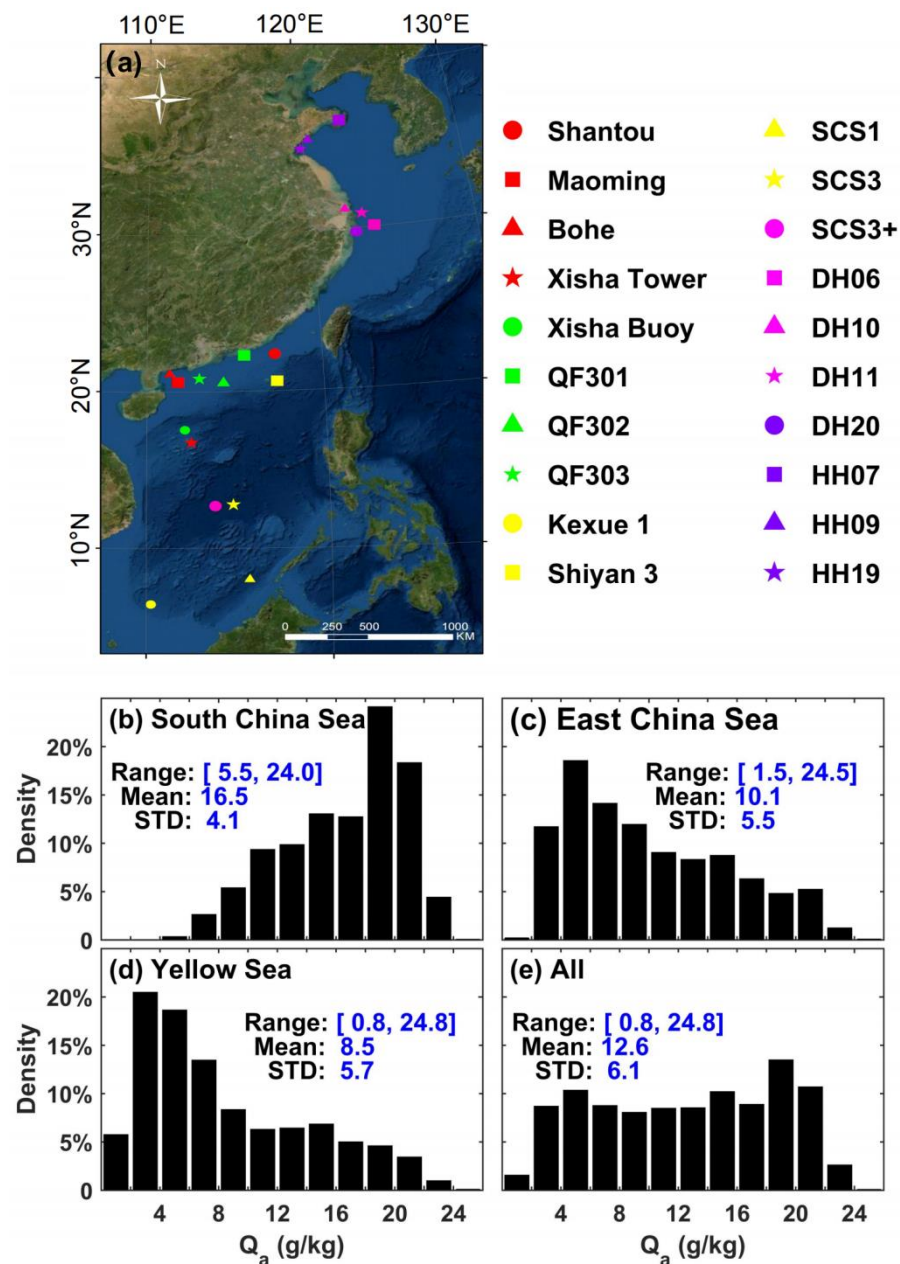 110°E 120°E 130°E
(a)
N
30°N
20°N
10°N
0 250 500 1000
KM
Shantou
Maoming
Bohe
Xisha Tower
Xisha Buoy
QF301
QF302
QF303
Kexue 1
Shiyan 3
SCS1
SCS3
SCS3+
DH06
DH10
DH11
DH20
HH07
HH09
HH19
(b) South China Sea
Range: [ 5.5, 24.0]
Mean: 16.5
STD: 4.1
20%
15%
10%
5%
0
Density
(c) East China Sea
Range: [ 1.5, 24.5]
Mean: 10.1
STD: 5.5
(d) Yellow Sea
Range: [ 0.8, 24.8]
Mean: 8.5
STD: 5.7
20%
15%
10%
5%
0
Density
4 8 12 16 20 24
Qa (g/kg)
(e) All
Range: [ 0.8, 24.8]
Mean: 12.6
STD: 6.1
4 8 12 16 20 24
Qa (g/kg)